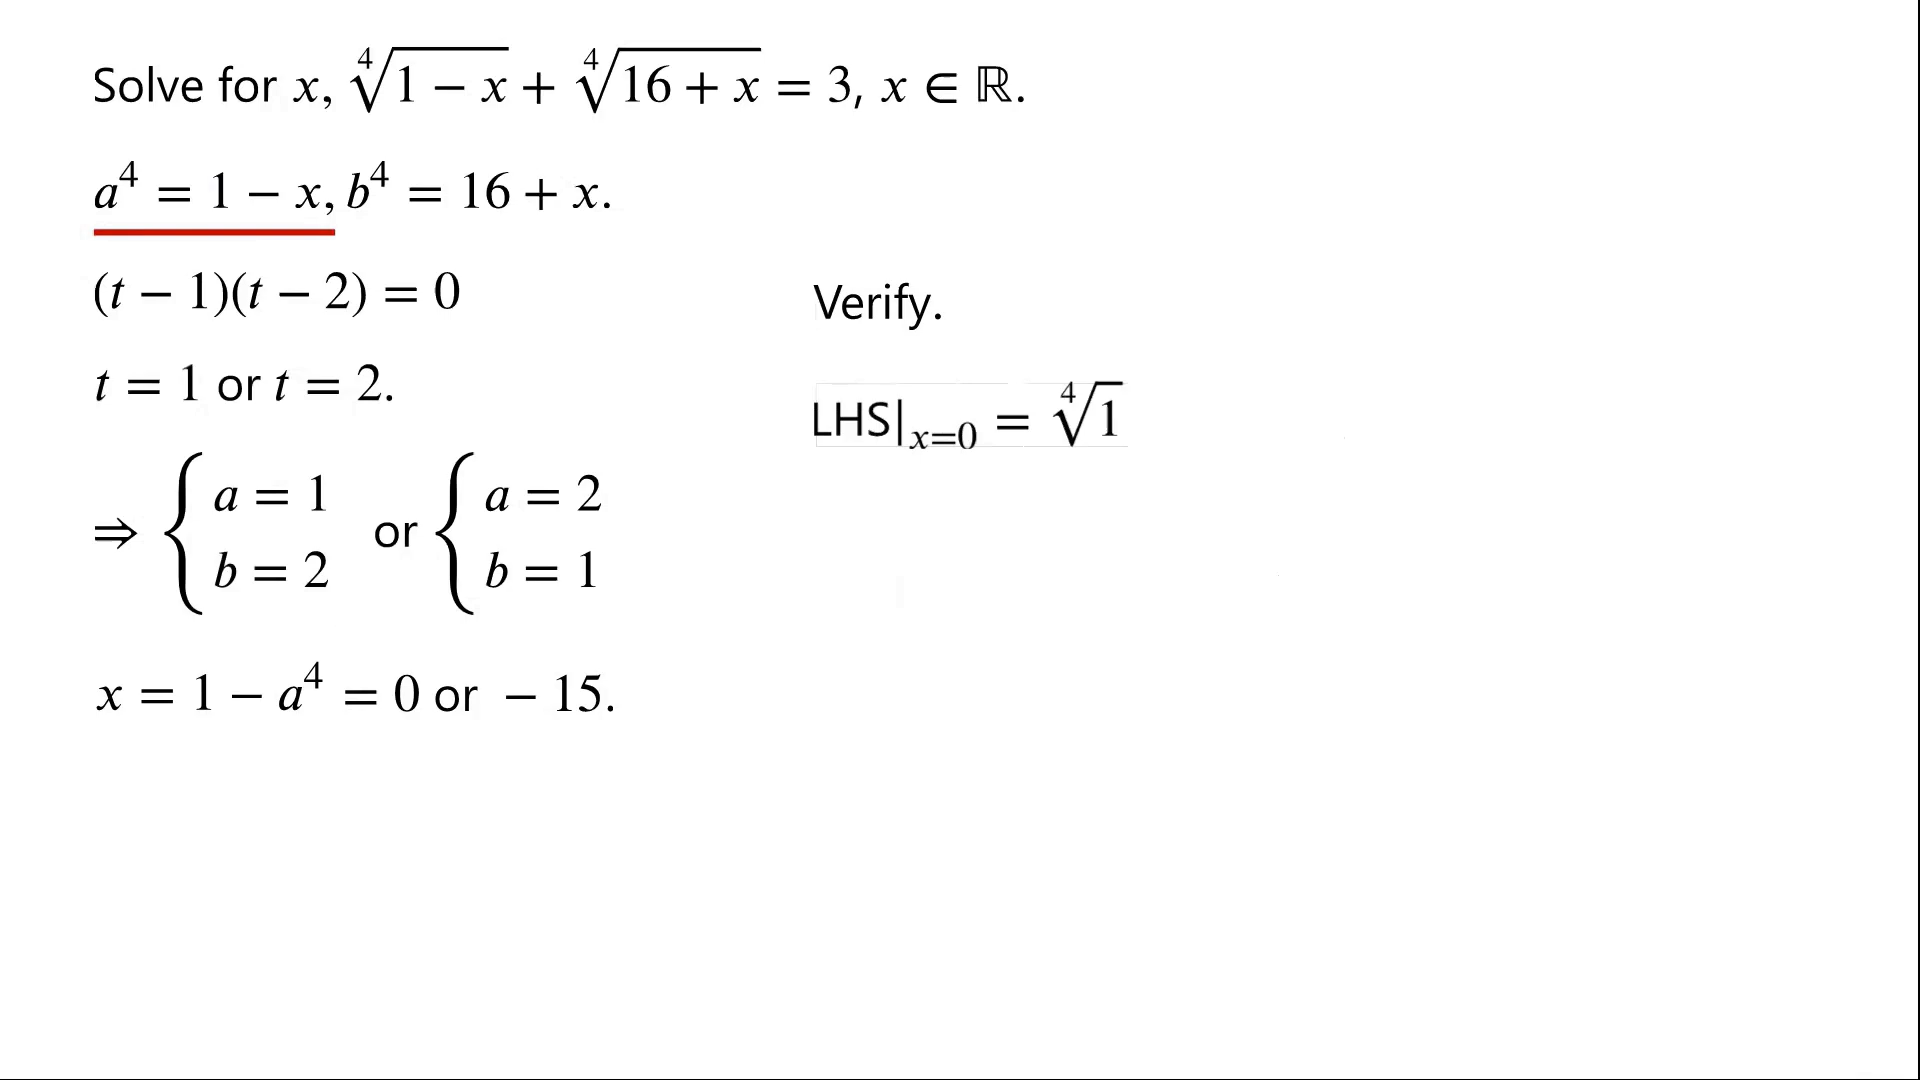 Solve for x, ∜(1 − x) + ∜(16 + x) = 3, x ∈ ℝ.
a⁴ = 1 − x, b⁴ = 16 + x.
(t − 1)(t − 2) = 0
t = 1 or t = 2.
⇒ { a = 1, b = 2 or { a = 2, b = 1
x = 1 − a⁴ = 0 or − 15.
Verify.
LHS|ₓ₌₀ = ∜1